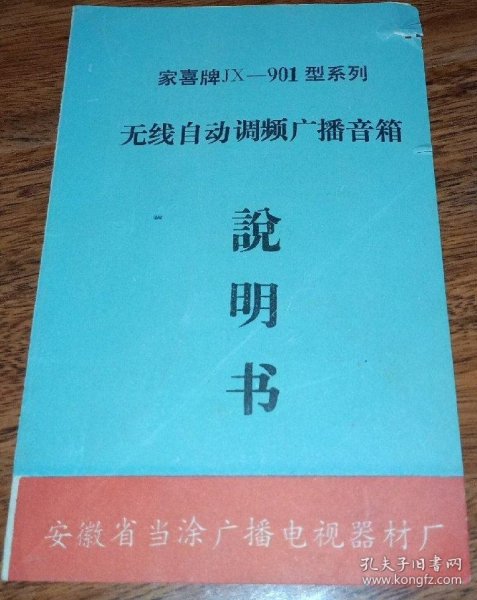 家喜牌JX—901型系列
无线自动调频广播音箱
說
明
书
安徽省当涂广播电视器材厂
孔夫子旧书网
www.kongfz.com